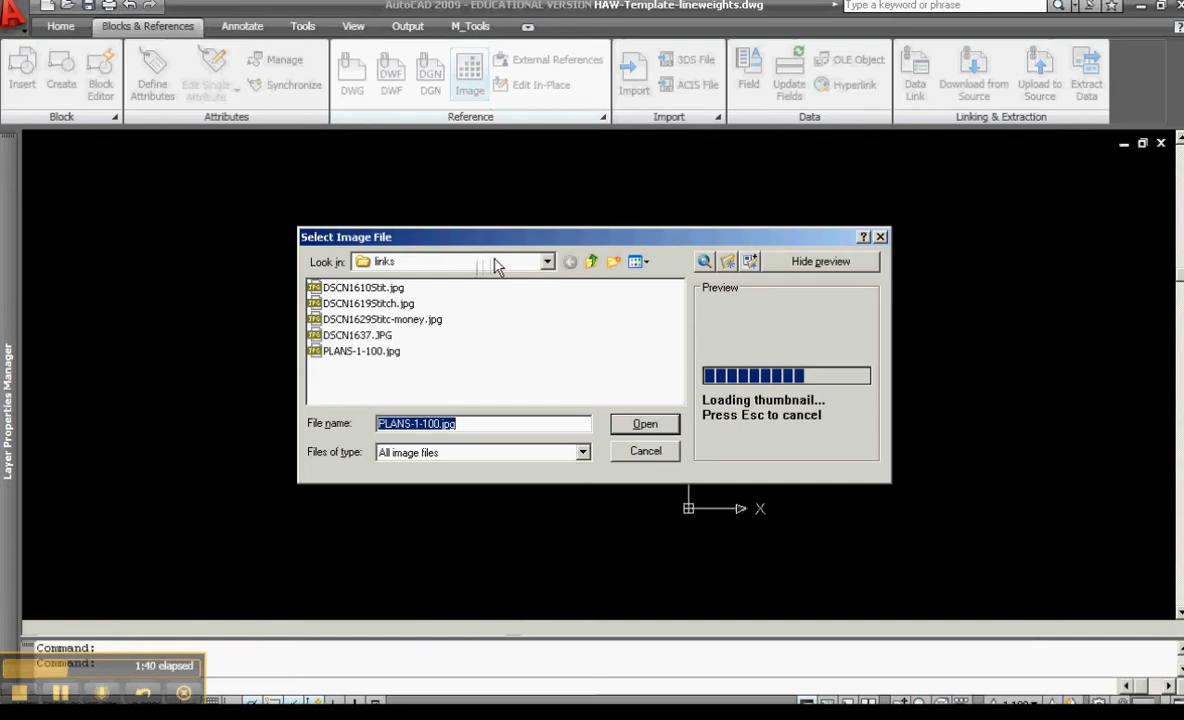 AutoCAD 2009 - EDUCATIONAL VERSION HAW-Template-lineweights.dwg
Type a keyword or phrase
Home Blocks & References Annotate Tools View Output M_Tools
Insert Create Block Editor
Define Attributes Edit Single Attribute Manage Synchronize
DWG DWF DGN Image External References Edit In-Place
Import 3DS File ACIS File
Field Update Fields OLE Object Hyperlink
Data Link Download from Source Upload to Source Extract Data
Block Attributes Reference Import Data Linking & Extraction
Select Image File
Look in: links Hide preview
DSCN1610Stit.jpg
DSCN1619Stitch.jpg
DSCN1629Stitc-money.jpg
DSCN1637.JPG
PLANS-1-100.jpg
Preview
Loading thumbnail...
Press Esc to cancel
File name: PLANS-1-100.jpg Open
Files of type: All image files Cancel
X
Layer Properties Manager
Command:
Command:
1:40 elapsed